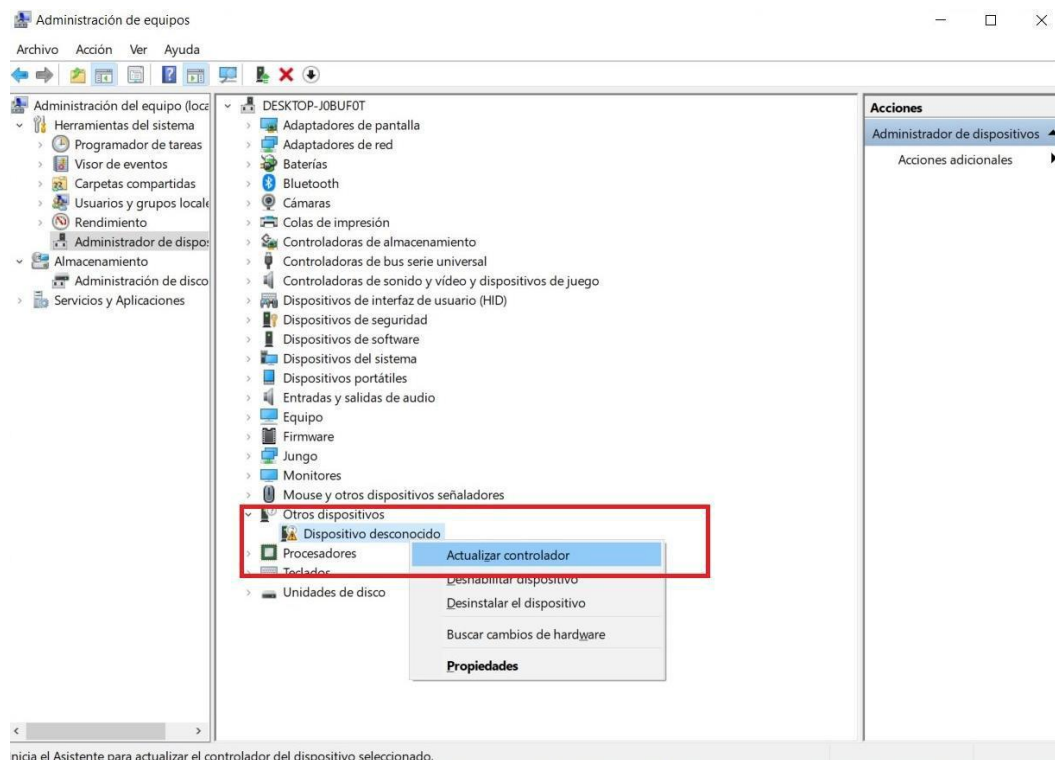 Administración de equipos
Archivo Acción Ver Ayuda
Administración del equipo (loca
Herramientas del sistema
Programador de tareas
Visor de eventos
Carpetas compartidas
Usuarios y grupos locale
Rendimiento
Administrador de dispo
Almacenamiento
Administración de disco
Servicios y Aplicaciones
DESKTOP-J0BUF0T
Adaptadores de pantalla
Adaptadores de red
Baterías
Bluetooth
Cámaras
Colas de impresión
Controladoras de almacenamiento
Controladoras de bus serie universal
Controladoras de sonido y vídeo y dispositivos de juego
Dispositivos de interfaz de usuario (HID)
Dispositivos de seguridad
Dispositivos de software
Dispositivos del sistema
Dispositivos portátiles
Entradas y salidas de audio
Equipo
Firmware
Jungo
Monitores
Mouse y otros dispositivos señaladores
Otros dispositivos
Dispositivo desconocido
Procesadores
Teclados
Unidades de disco
Actualizar controlador
Deshabilitar dispositivo
Desinstalar el dispositivo
Buscar cambios de hardware
Propiedades
Acciones
Administrador de dispositivos
Acciones adicionales
nicia el Asistente para actualizar el controlador del dispositivo seleccionado.